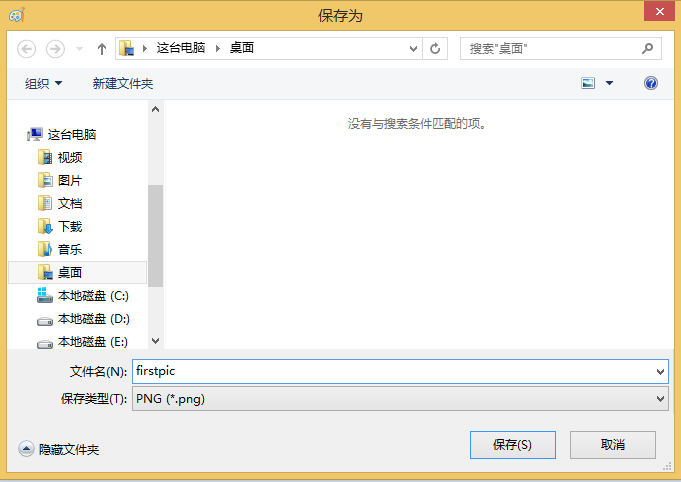 保存为
这台电脑 桌面
搜索"桌面"
组织 新建文件夹
没有与搜索条件匹配的项。
这台电脑
视频
图片
文档
下载
音乐
桌面
本地磁盘 (C:)
本地磁盘 (D:)
本地磁盘 (E:)
文件名(N): firstpic
保存类型(T): PNG (*.png)
隐藏文件夹 保存(S) 取消